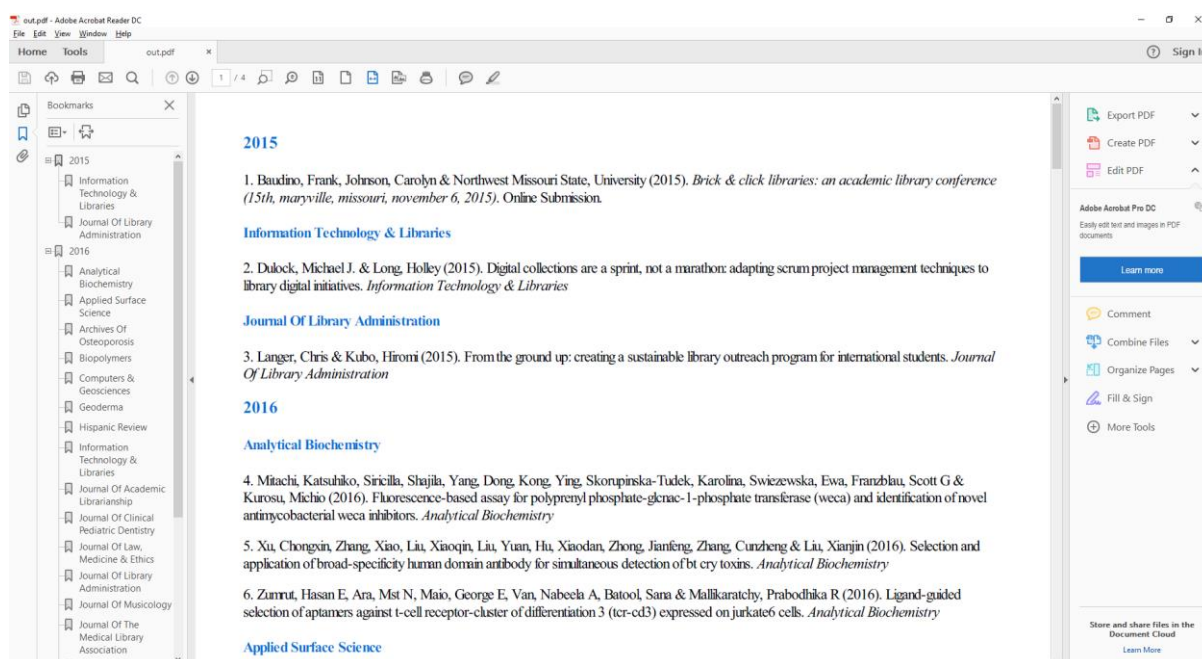 out.pdf - Adobe Acrobat Reader DC
File Edit View Window Help
Home Tools out.pdf ×
Sign I
1 / 4
Bookmarks
2015
Information
Technology &
Libraries
Journal Of Library
Administration
2016
Analytical
Biochemistry
Applied Surface
Science
Archives Of
Osteoporosis
Biopolymers
Computers &
Geosciences
Geoderma
Hispanic Review
Information
Technology &
Libraries
Journal Of Academic
Librarianship
Journal Of Clinical
Pediatric Dentistry
Journal Of Law,
Medicine & Ethics
Journal Of Library
Administration
Journal Of Musicology
Journal Of The
Medical Library
Association
2015
1. Baudino, Frank, Johnson, Carolyn & Northwest Missouri State, University (2015). Brick & click libraries: an academic library conference
(15th, maryville, missouri, november 6, 2015). Online Submission.
Information Technology & Libraries
2. Dulock, Michael J. & Long, Holley (2015). Digital collections are a sprint, not a marathon: adapting scrum project management techniques to
library digital initiatives. Information Technology & Libraries
Journal Of Library Administration
3. Langer, Chris & Kubo, Hiromi (2015). From the ground up: creating a sustainable library outreach program for international students. Journal
Of Library Administration
2016
Analytical Biochemistry
4. Mitachi, Katsuhiko, Siricilla, Shajila, Yang, Dong, Kong, Ying, Skorupinska-Tudek, Karolina, Swiezewska, Ewa, Franzblau, Scott G &
Kurosu, Michio (2016). Fluorescence-based assay for polyprenyl phosphate-glcnac-1-phosphate transferase (weca) and identification of novel
antimycobacterial weca inhibitors. Analytical Biochemistry
5. Xu, Chongxin, Zhang, Xiao, Liu, Xiaoqin, Liu, Yuan, Hu, Xiaodan, Zhong, Jianfeng, Zhang, Cunzheng & Liu, Xianjin (2016). Selection and
application of broad-specificity human domain antibody for simultaneous detection of bt cry toxins. Analytical Biochemistry
6. Zumrut, Hasan E, Ara, Mst N, Maio, George E, Van, Nabeela A, Batool, Sana & Mallikaratchy, Prabodhika R (2016). Ligand-guided
selection of aptamers against t-cell receptor-cluster of differentiation 3 (tcr-cd3) expressed on jurkate6 cells. Analytical Biochemistry
Applied Surface Science
Export PDF
Create PDF
Edit PDF
Adobe Acrobat Pro DC
Easily edit text and images in PDF
documents
Learn more
Comment
Combine Files
Organize Pages
Fill & Sign
More Tools
Store and share files in the
Document Cloud
Learn More